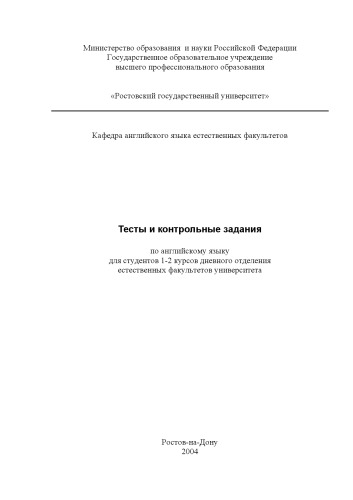 Министерство образования и науки Российской Федерации
Государственное образовательное учреждение
высшего профессионального образования
«Ростовский государственный университет»
Кафедра английского языка естественных факультетов
Тесты и контрольные задания
по английскому языку
для студентов 1-2 курсов дневного отделения
естественных факультетов университета
Ростов-на-Дону
2004